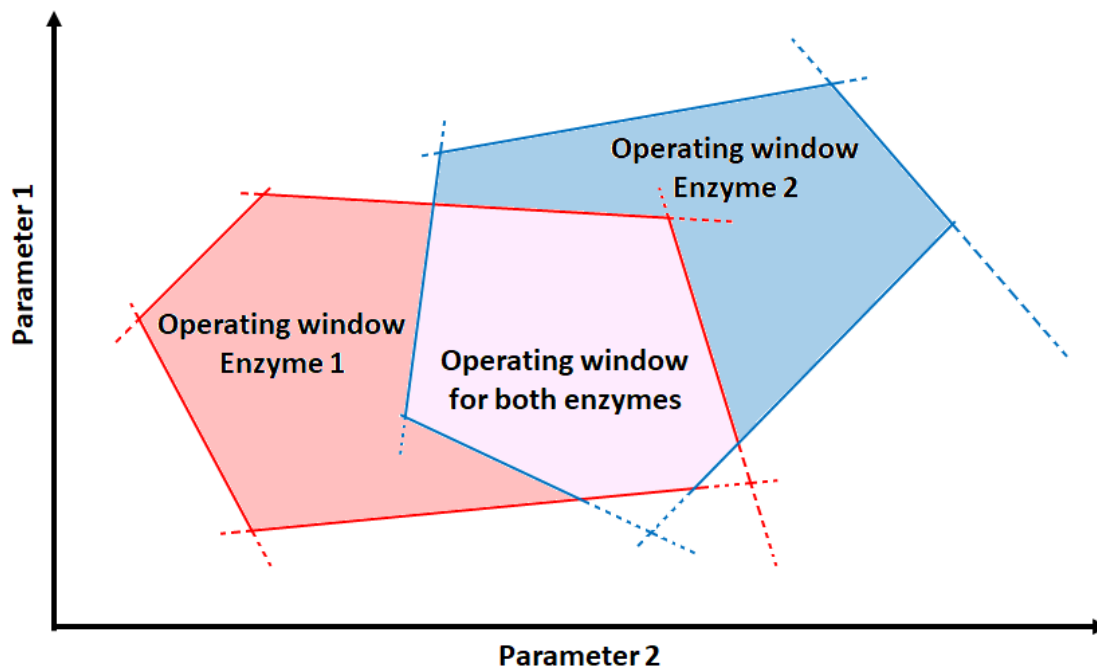 Parameter 1
Operating window
Enzyme 2
Operating window
Enzyme 1
Operating window
for both enzymes
Parameter 2